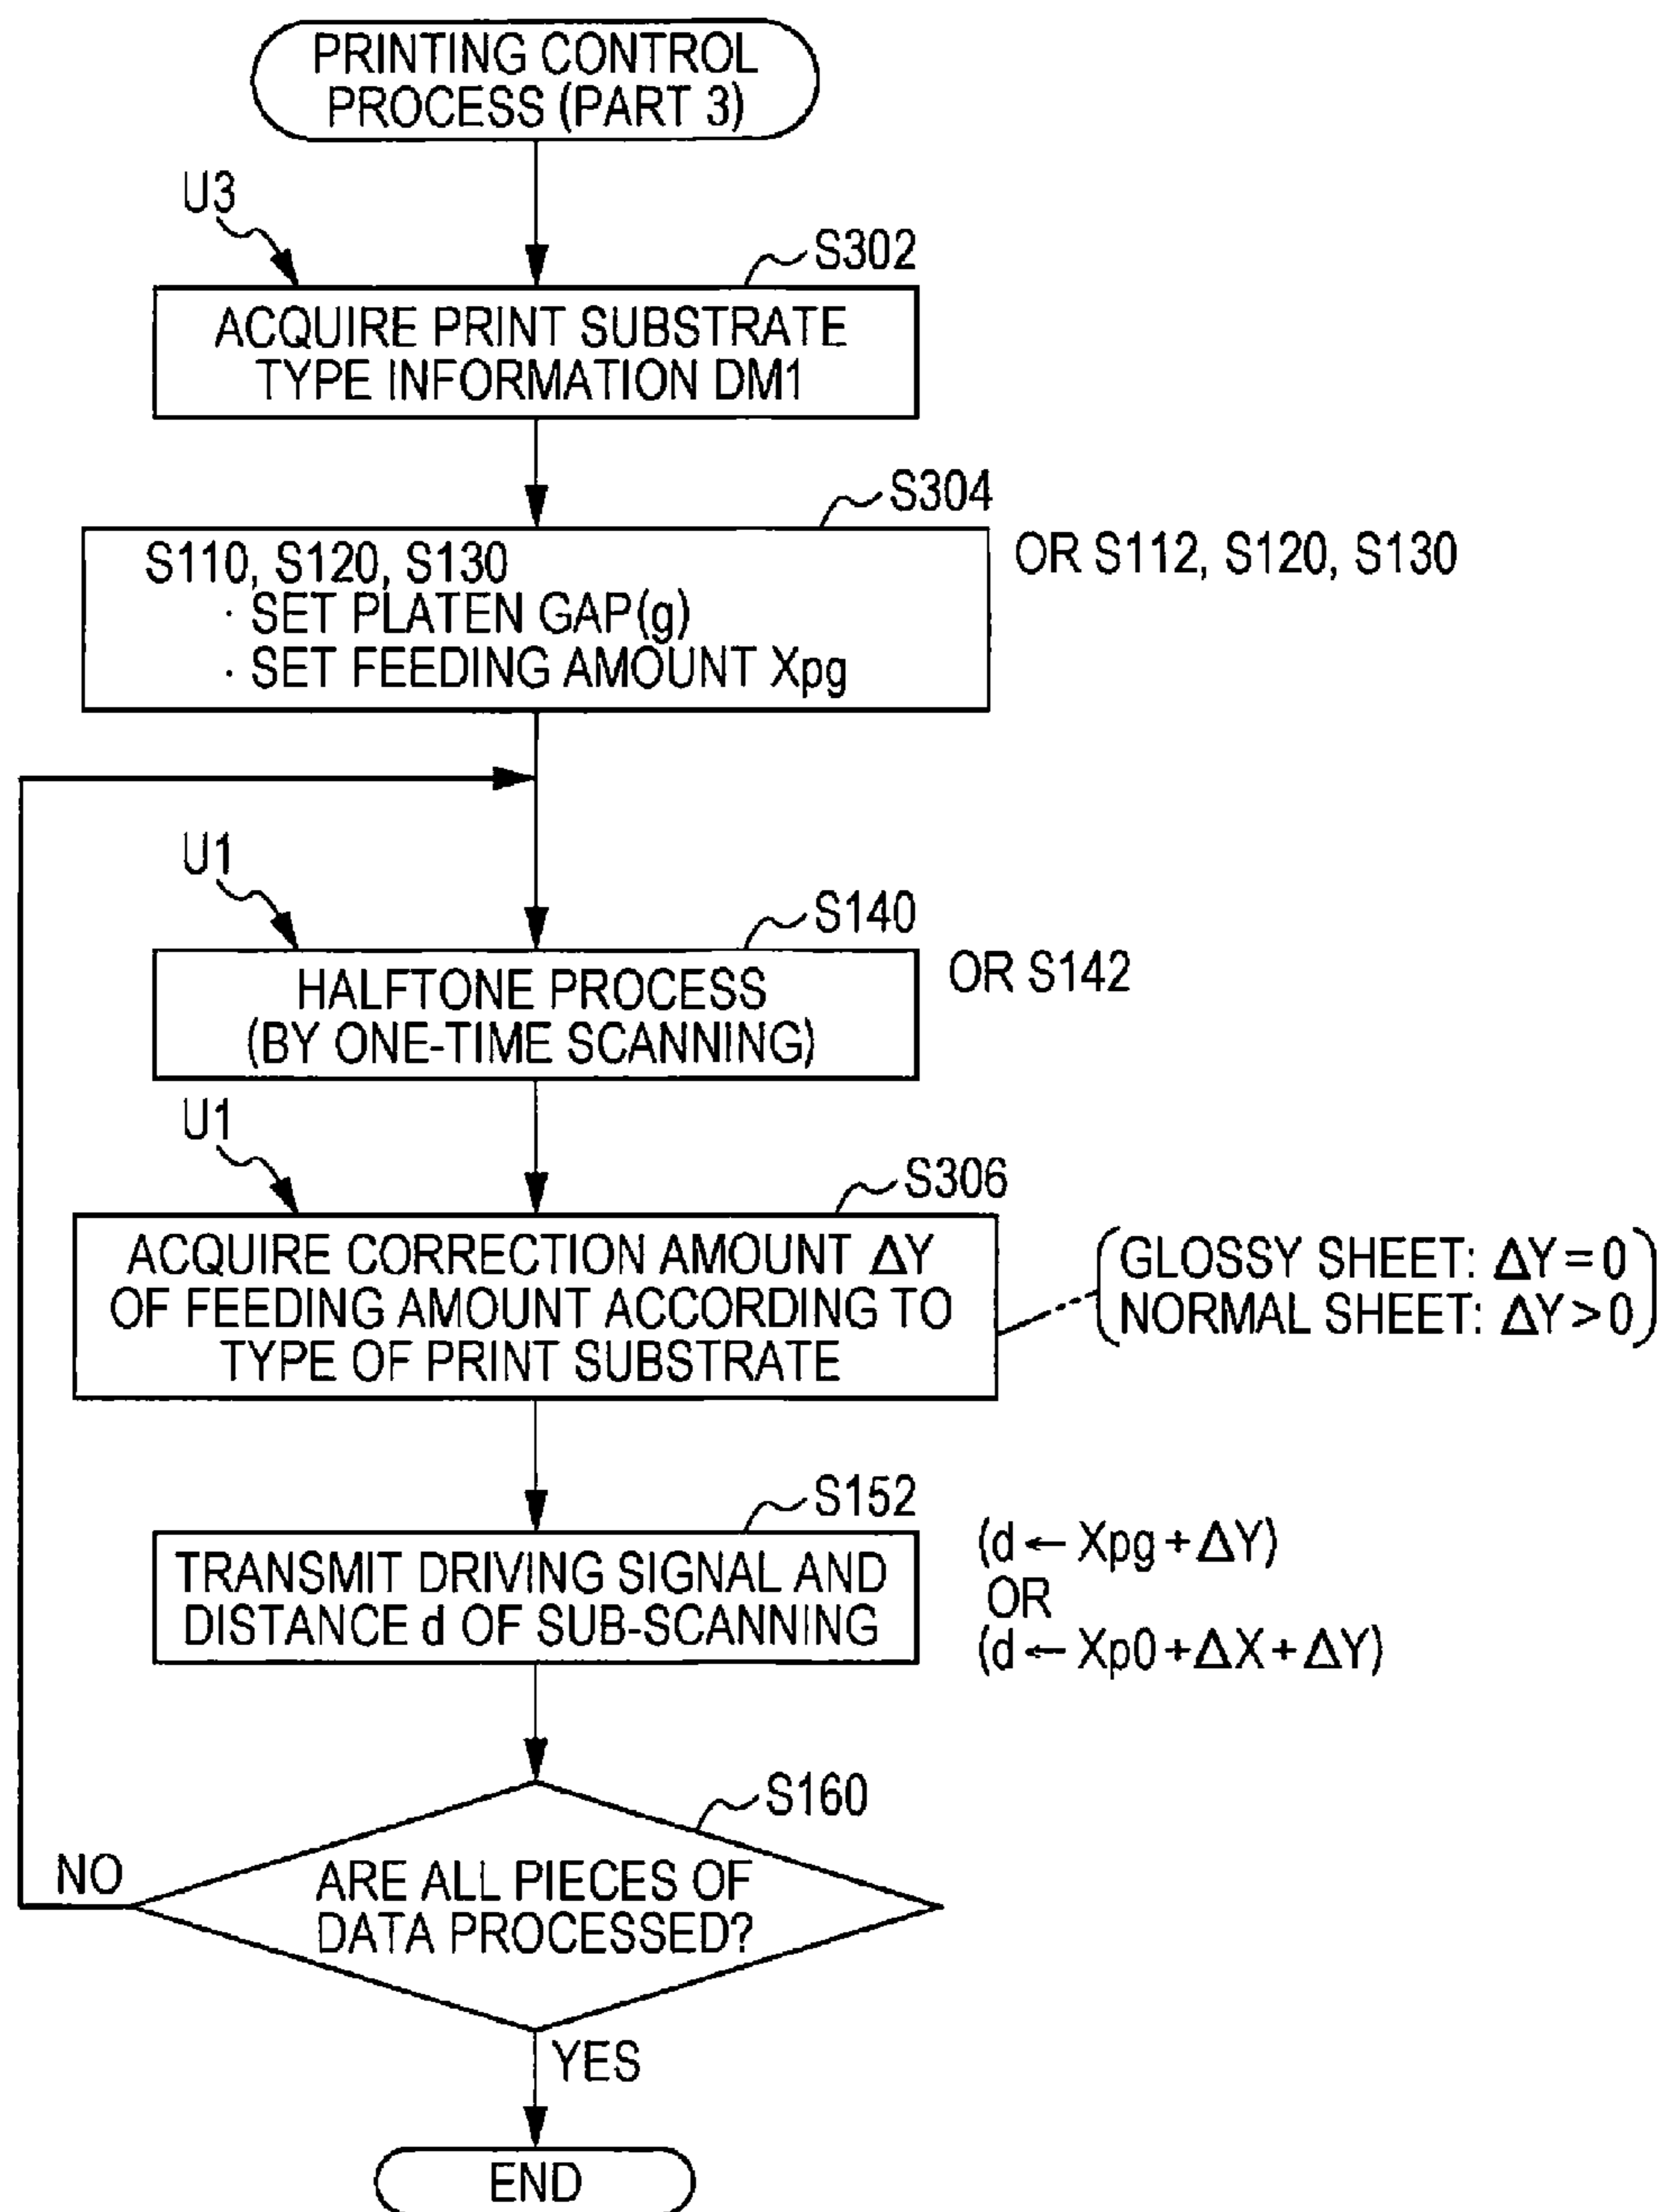 PRINTING CONTROL
PROCESS (PART 3)
U3
S302
ACQUIRE PRINT SUBSTRATE
TYPE INFORMATION DM1
S304
S110, S120, S130
· SET PLATEN GAP(g)
· SET FEEDING AMOUNT Xpg
OR S112, S120, S130
U1
S140
HALFTONE PROCESS
(BY ONE-TIME SCANNING)
OR S142
U1
S306
ACQUIRE CORRECTION AMOUNT ΔY
OF FEEDING AMOUNT ACCORDING TO
TYPE OF PRINT SUBSTRATE
(GLOSSY SHEET: ΔY = 0
NORMAL SHEET: ΔY > 0)
S152
TRANSMIT DRIVING SIGNAL AND
DISTANCE d OF SUB-SCANNING
(d ← Xpg + ΔY)
OR
(d ← Xp0 + ΔX + ΔY)
S160
ARE ALL PIECES OF
DATA PROCESSED?
NO
YES
END